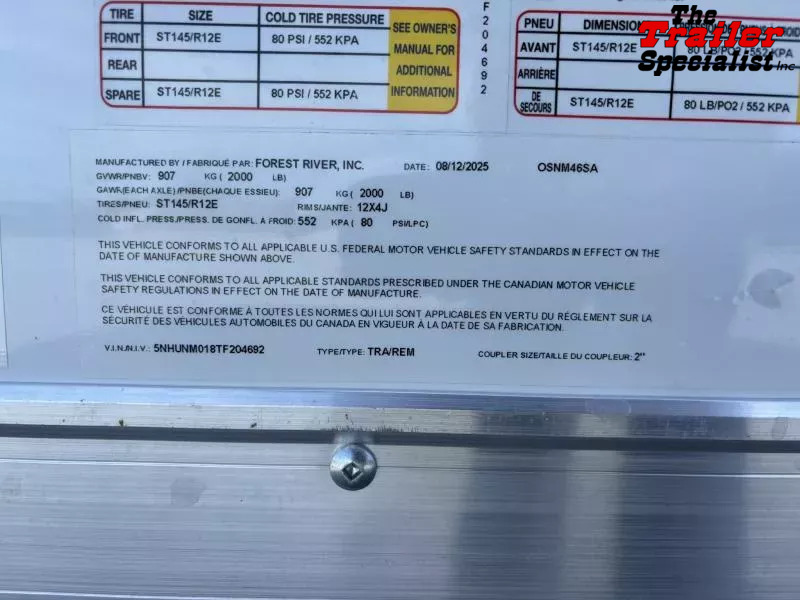 TIRE SIZE COLD TIRE PRESSURE SEE OWNER'S MANUAL FOR ADDITIONAL INFORMATION
FRONT ST145/R12E 80 PSI / 552 KPA
REAR
SPARE ST145/R12E 80 PSI / 552 KPA
F204692
PNEU DIMENSION
AVANT ST145/R12E 80 LB/PO2 / 552 KPA
ARRIÈRE
DE SECOURS ST145/R12E 80 LB/PO2 / 552 KPA
The
Trailer
Specialist Inc
MANUFACTURED BY / FABRIQUÉ PAR: FOREST RIVER, INC. DATE: 08/12/2025 OSNM46SA
GVWR/PNBV: 907 KG ( 2000 LB)
GAWR(EACH AXLE) /PNBE(CHAQUE ESSIEU): 907 KG ( 2000 LB)
TIRES/PNEU: ST145/R12E RIMS/JANTE: 12X4J
COLD INFL. PRESS./PRESS. DE GONFL. A FROID: 552 KPA ( 80 PSI/LPC)
THIS VEHICLE CONFORMS TO ALL APPLICABLE U.S. FEDERAL MOTOR VEHICLE SAFETY STANDARDS IN EFFECT ON THE
DATE OF MANUFACTURE SHOWN ABOVE.
THIS VEHICLE CONFORMS TO ALL APPLICABLE STANDARDS PRESCRIBED UNDER THE CANADIAN MOTOR VEHICLE
SAFETY REGULATIONS IN EFFECT ON THE DATE OF MANUFACTURE.
CE VÉHICULE EST CONFORME À TOUTES LES NORMES QUI LUI SONT APPLICABLES EN VERTU DU RÉGLEMENT SUR LA
SÉCURITÉ DES VÉHICULES AUTOMOBILES DU CANADA EN VIGUEUR À LA DATE DE SA FABRICATION.
V.I.N./N.I.V.: 5NHUNM018TF204692 TYPE/TYPE: TRA/REM COUPLER SIZE/TAILLE DU COUPLEUR: 2"